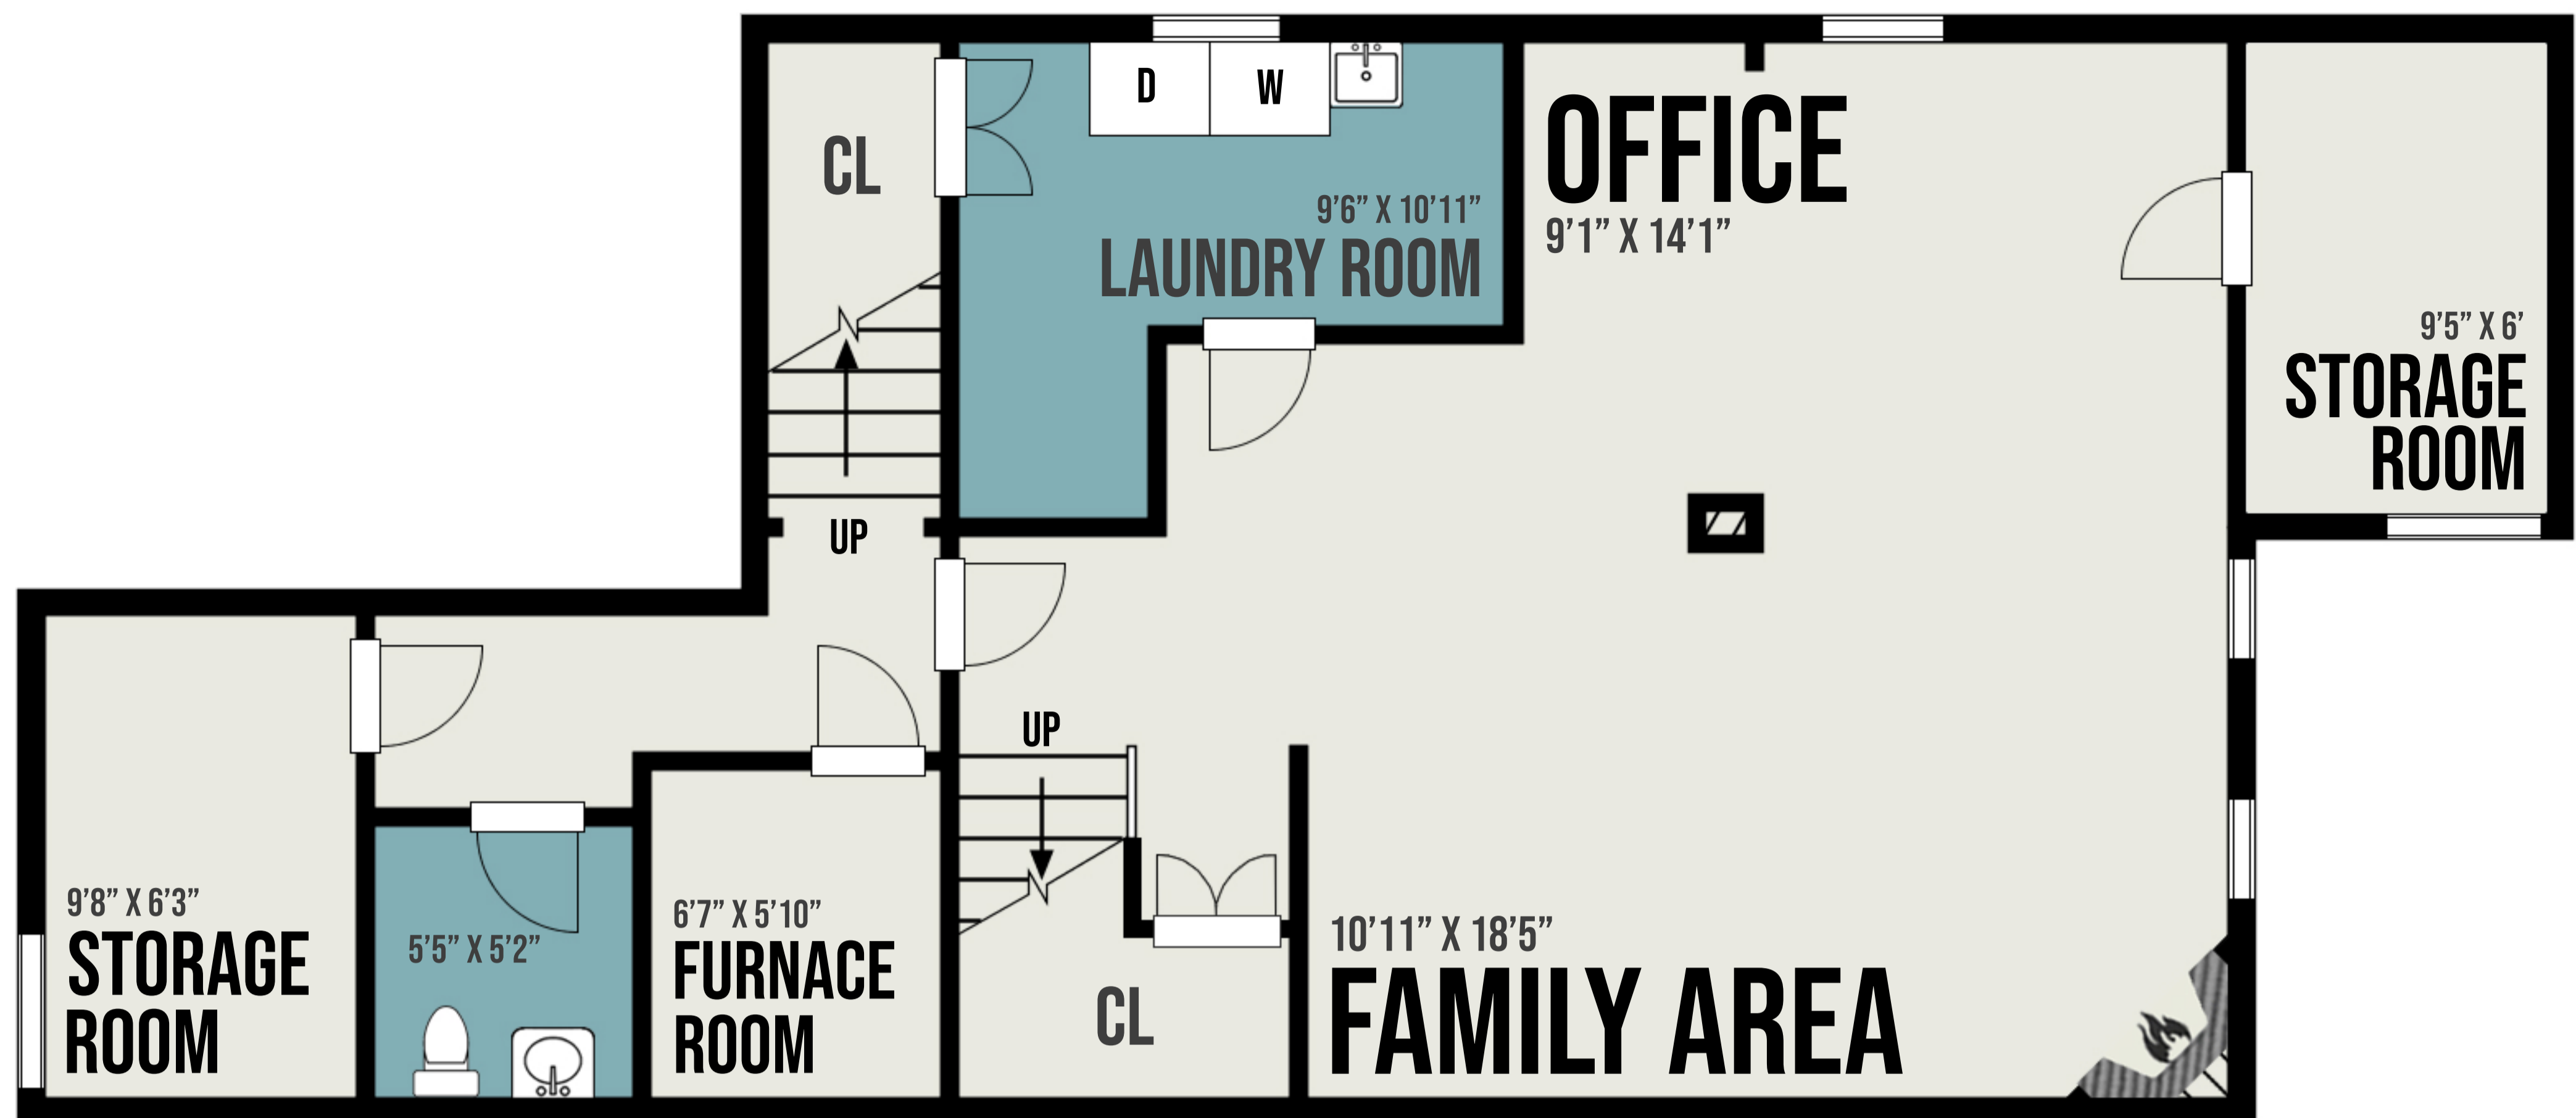 CL
D
W
9’6” X 10’11”
LAUNDRY ROOM
OFFICE
9’1” X 14’1”
9’5” X 6’
STORAGE
ROOM
UP
UP
9’8” X 6’3”
STORAGE
ROOM
5’5” X 5’2”
6’7” X 5’10”
FURNACE
ROOM
CL
10’11” X 18’5”
FAMILY AREA